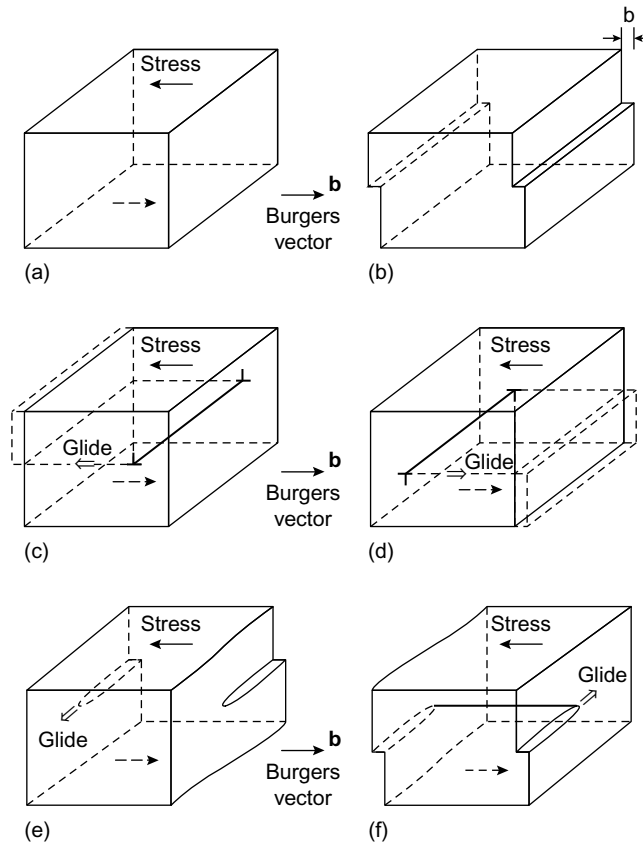 b
Stress
b
Burgers
vector
(a)
(b)
Stress
Stress
Glide
Glide
b
Burgers
vector
(c)
(d)
Stress
Stress
Glide
Glide
b
Burgers
vector
(e)
(f)